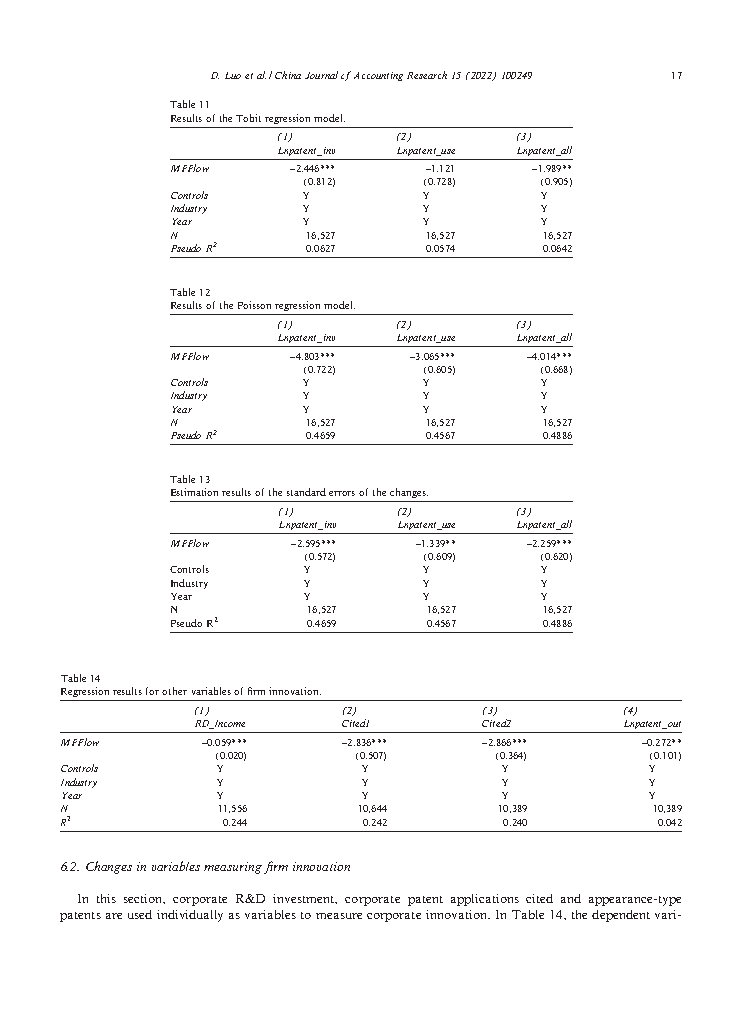 D. Luo et al. / China Journal of Accounting Research 15 (2022) 100249 17
Table 11
Results of the Tobit regression model.
(1) (2) (3)
Lnpatent_inv Lnpatent_use Lnpatent_all
MFFlow –2.446*** –1.121 –1.989**
(0.812) (0.728) (0.905)
Controls Y Y Y
Industry Y Y Y
Year Y Y Y
N 16,527 16,527 16,527
Pseudo R2 0.0627 0.0574 0.0642
Table 12
Results of the Poisson regression model.
(1) (2) (3)
Lnpatent_inv Lnpatent_use Lnpatent_all
MFFlow –4.803*** –3.065*** –4.014***
(0.722) (0.605) (0.668)
Controls Y Y Y
Industry Y Y Y
Year Y Y Y
N 16,527 16,527 16,527
Pseudo R2 0.4659 0.4567 0.4886
Table 13
Estimation results of the standard errors of the changes.
(1) (2) (3)
Lnpatent_inv Lnpatent_use Lnpatent_all
MFFlow –2.595*** –1.339** –2.259***
(0.572) (0.609) (0.620)
Controls Y Y Y
Industry Y Y Y
Year Y Y Y
N 16,527 16,527 16,527
Pseudo R2 0.4659 0.4567 0.4886
Table 14
Regression results for other variables of firm innovation.
(1) (2) (3) (4)
RD_Income Cited1 Cited2 Lnpatent_out
MFFlow –0.059*** –2.836*** –2.866*** –0.272**
(0.020) (0.507) (0.364) (0.101)
Controls Y Y Y Y
Industry Y Y Y Y
Year Y Y Y Y
N 11,556 10,644 10,389 10,389
R2 0.244 0.242 0.240 0.042
6.2. Changes in variables measuring firm innovation
In this section, corporate R&D investment, corporate patent applications cited and appearance-type
patents are used individually as variables to measure corporate innovation. In Table 14, the dependent vari-